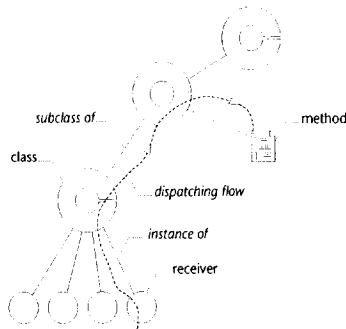 subclass of
method
class
dispatching flow
instance of
receiver